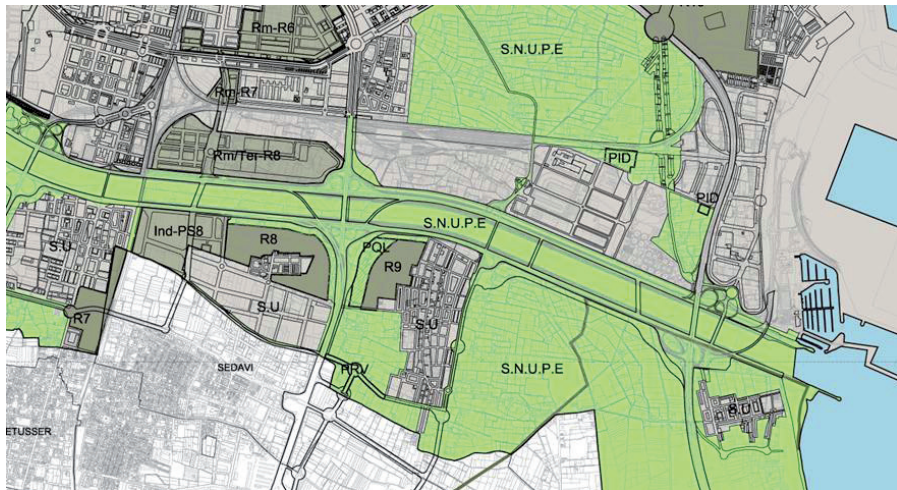 Rm-R6
S.N.U.P.E
Rm-R7
Rm/Ter-R8
PID
PID
S.N.U.P.E
Ind-PS8
R8
S.U
PQL
R9
R7
S.U
S.U
PRV
S.N.U.P.E
SEDAVI
S.U
ETUSSER